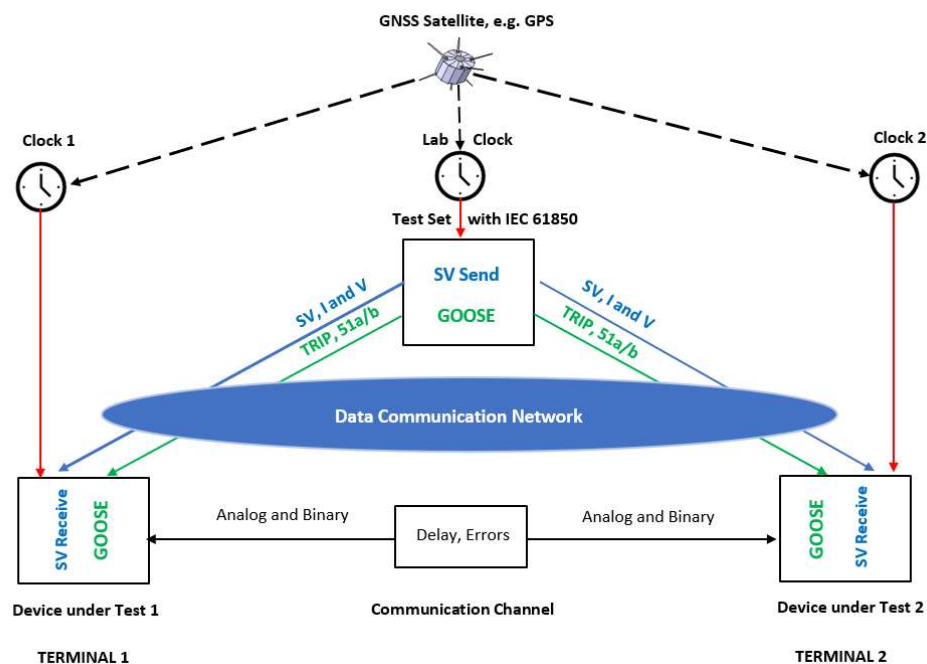 GNSS Satellite, e.g. GPS
Clock 1
Lab Clock
Clock 2
Test Set with IEC 61850
SV Send
GOOSE
SV, I and V
TRIP, 51a/b
SV, I and V
TRIP, 51a/b
Data Communication Network
SV Receive
GOOSE
Analog and Binary
Delay, Errors
Analog and Binary
GOOSE
SV Receive
Device under Test 1
Communication Channel
Device under Test 2
TERMINAL 1
TERMINAL 2